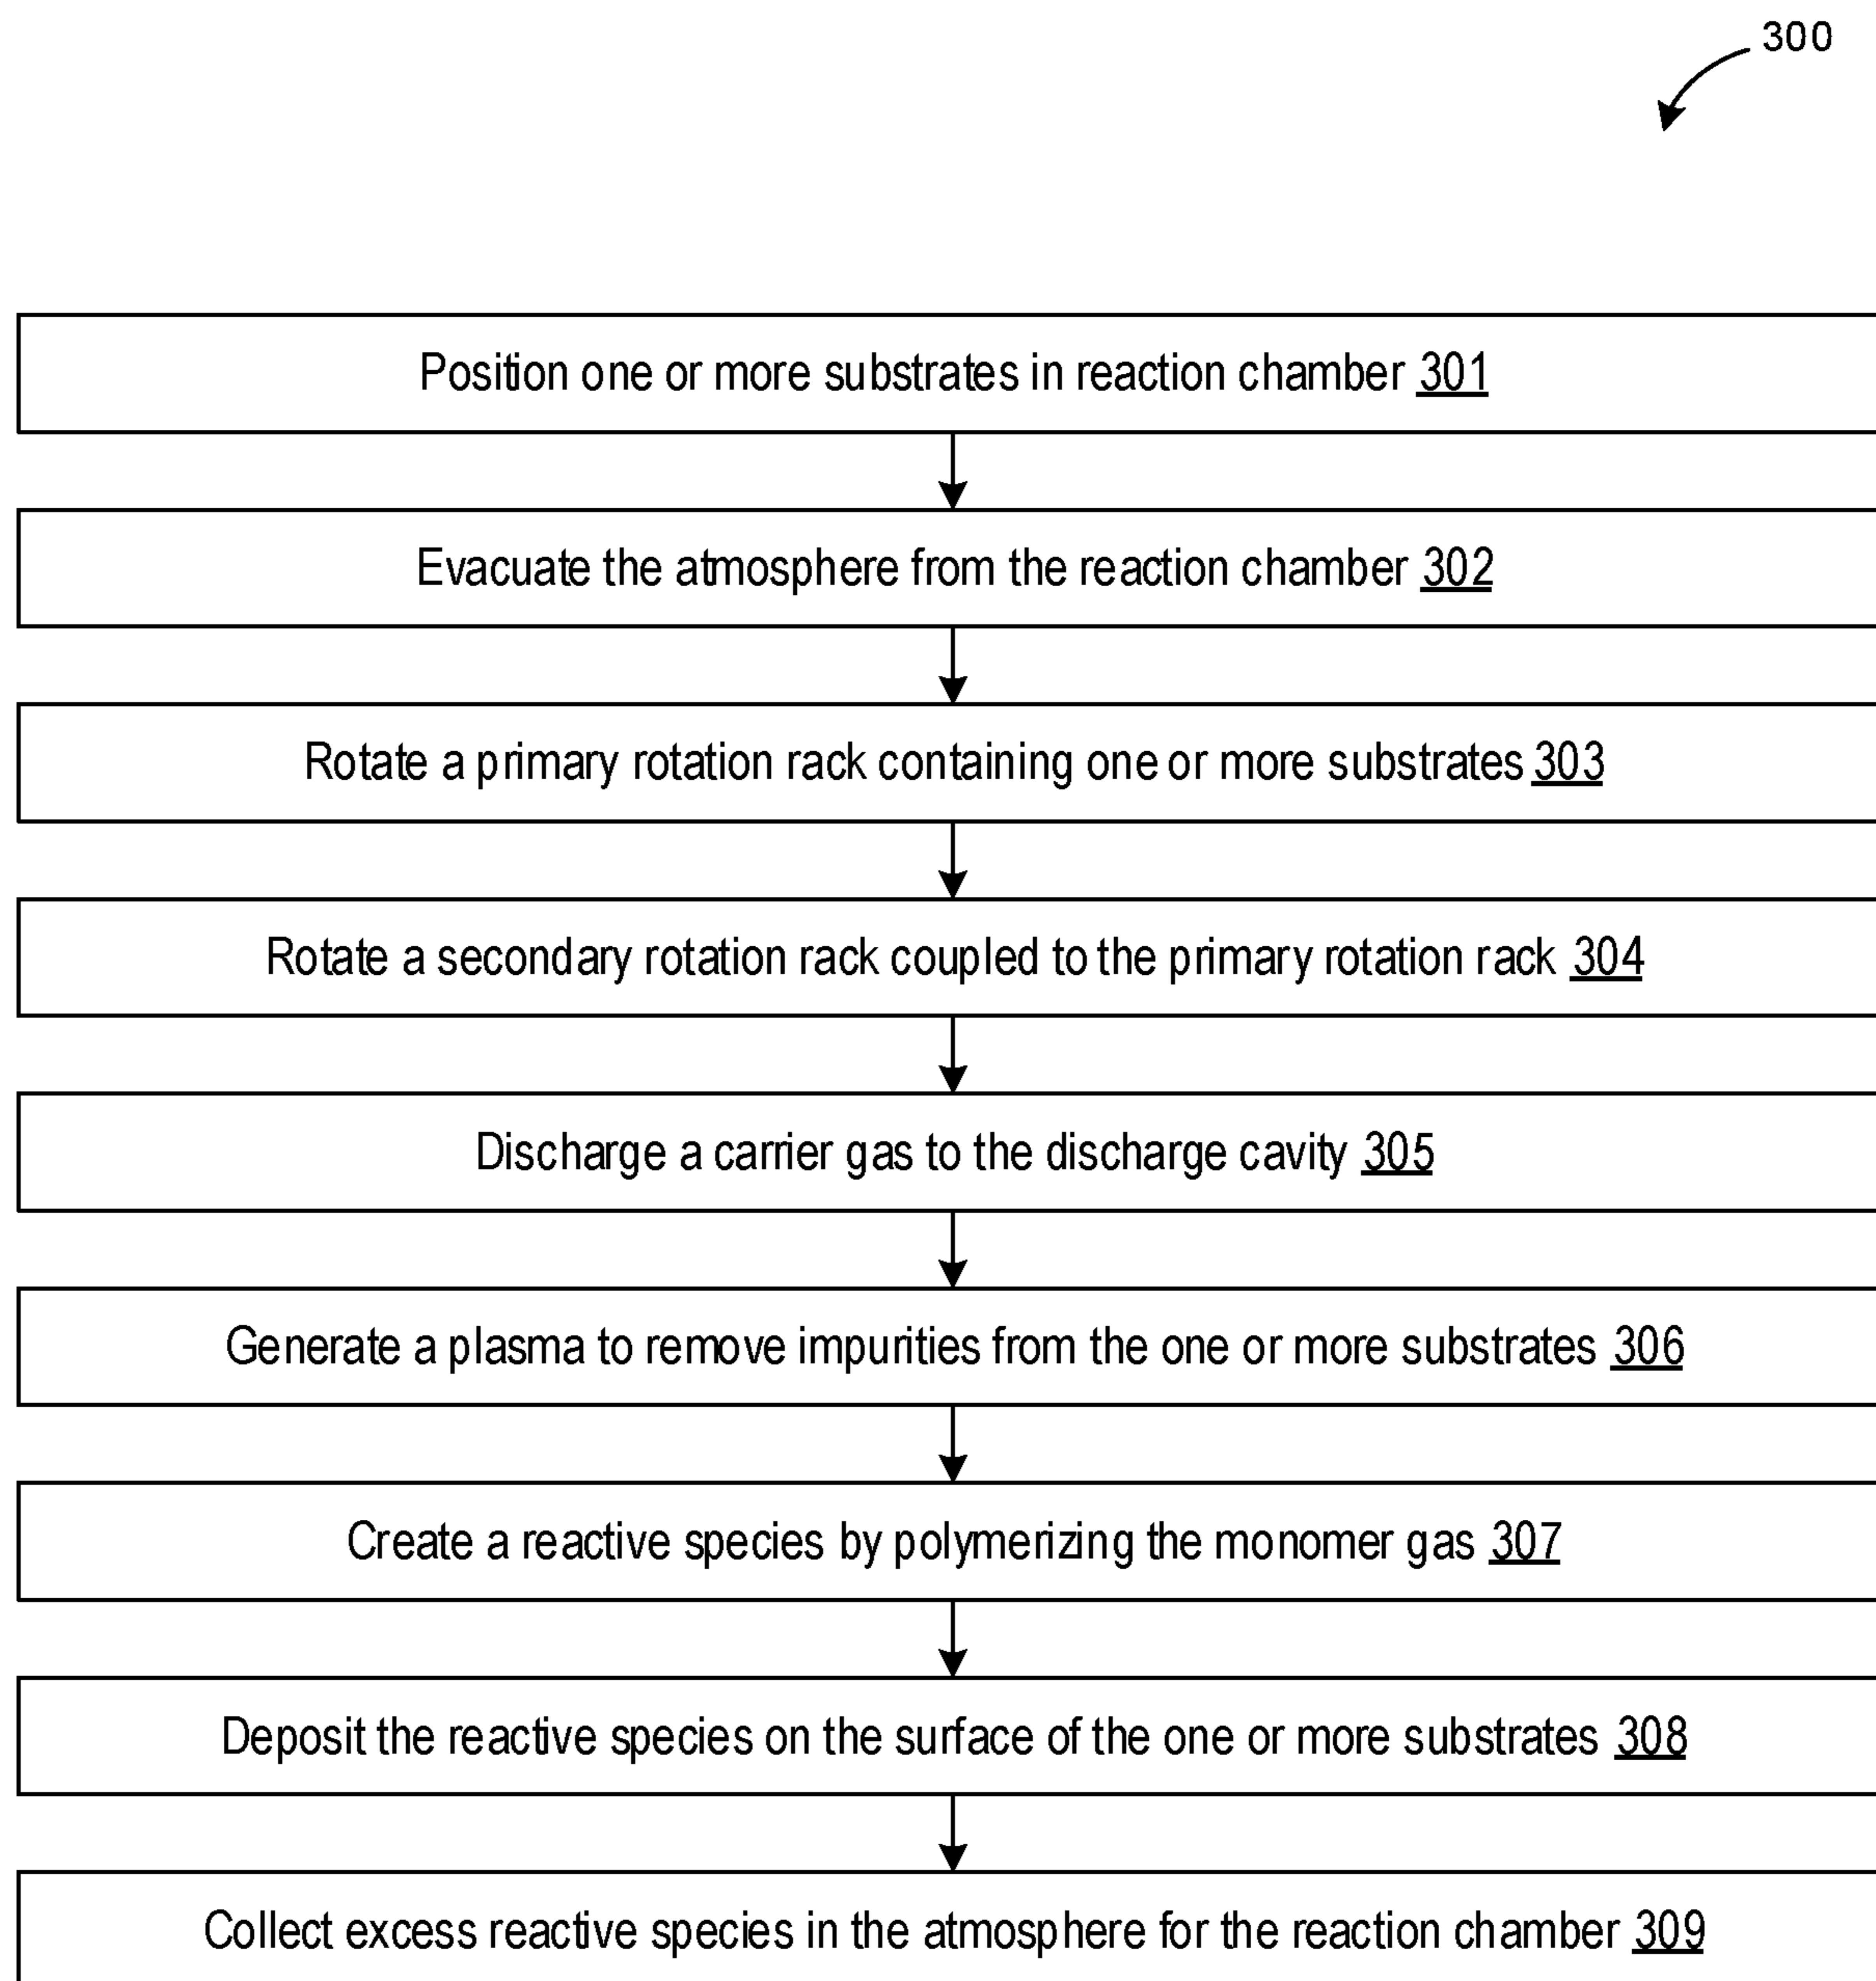 300
Position one or more substrates in reaction chamber 301
Evacuate the atmosphere from the reaction chamber 302
Rotate a primary rotation rack containing one or more substrates 303
Rotate a secondary rotation rack coupled to the primary rotation rack 304
Discharge a carrier gas to the discharge cavity 305
Generate a plasma to remove impurities from the one or more substrates 306
Create a reactive species by polymerizing the monomer gas 307
Deposit the reactive species on the surface of the one or more substrates 308
Collect excess reactive species in the atmosphere for the reaction chamber 309